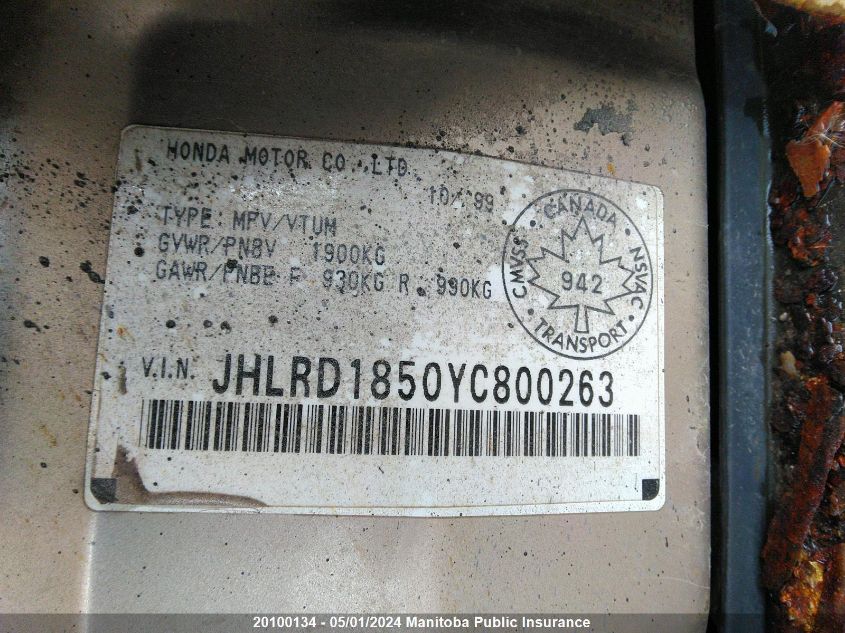 HONDA MOTOR CO.,LTD.
10/99
TYPE: MPV/VTUM
GVWR/PNBV 1900KG
GAWR/PNBE F 930KG R 990KG
CANADA
CMVSS NSVAC
942
TRANSPORT
V.I.N. JHLRD1850YC800263
20100134 - 05/01/2024 Manitoba Public Insurance